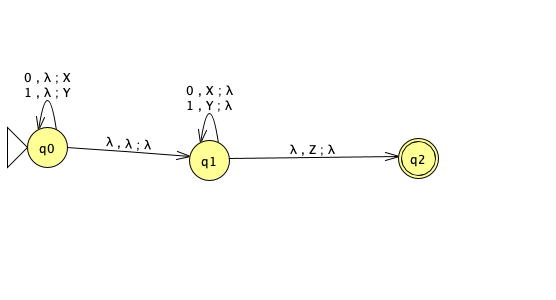 0 , λ ; X
1 , λ ; Y
0 , X ; λ
1 , Y ; λ
q0
λ , λ ; λ
q1
λ , Z ; λ
q2